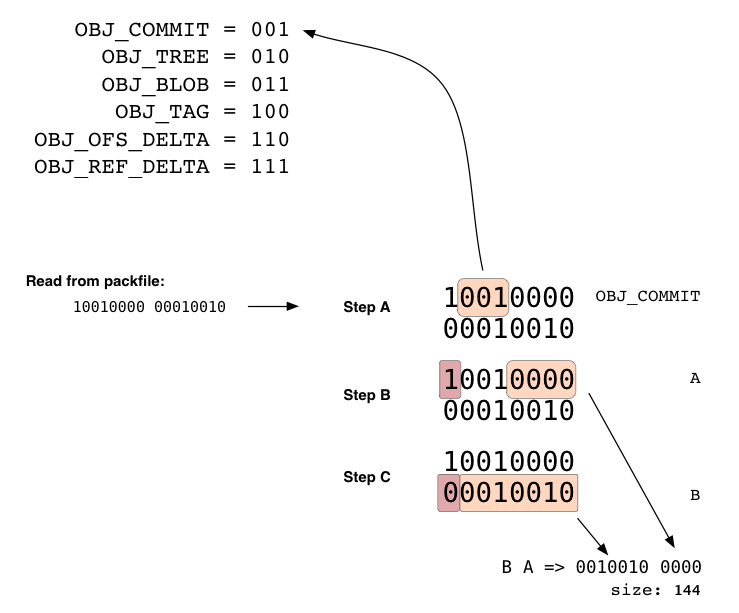 OBJ_COMMIT = 001
OBJ_TREE = 010
OBJ_BLOB = 011
OBJ_TAG = 100
OBJ_OFS_DELTA = 110
OBJ_REF_DELTA = 111
Read from packfile:
10010000 00010010
Step A
10010000 OBJ_COMMIT
00010010
Step B
10010000 A
00010010
Step C
10010000
00010010 B
B A => 0010010 0000
size: 144